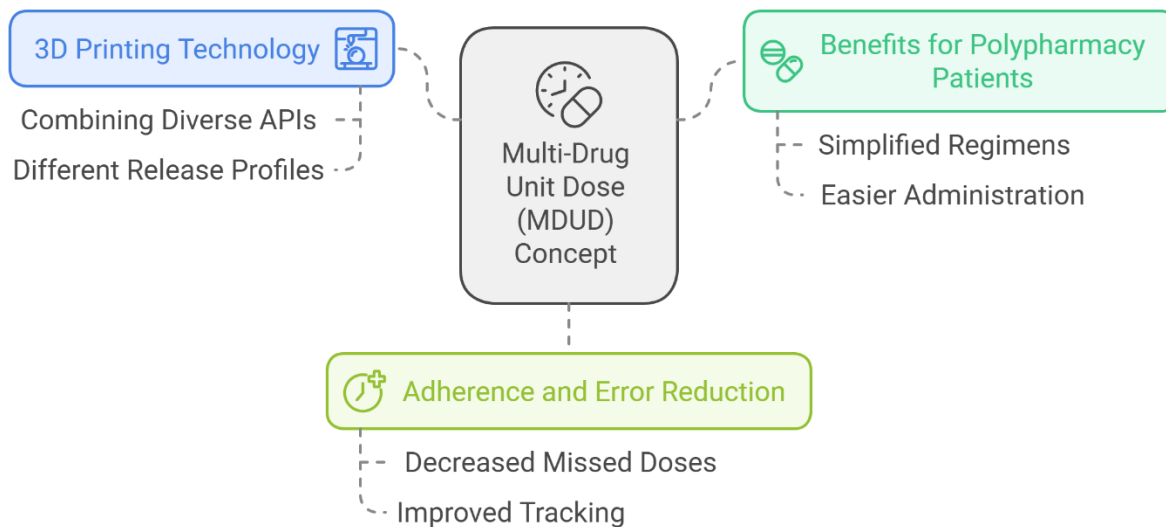 3D Printing Technology
Combining Diverse APIs
Different Release Profiles
Multi-Drug
Unit Dose
(MDUD)
Concept
Benefits for Polypharmacy
Patients
Simplified Regimens
Easier Administration
Adherence and Error Reduction
Decreased Missed Doses
Improved Tracking